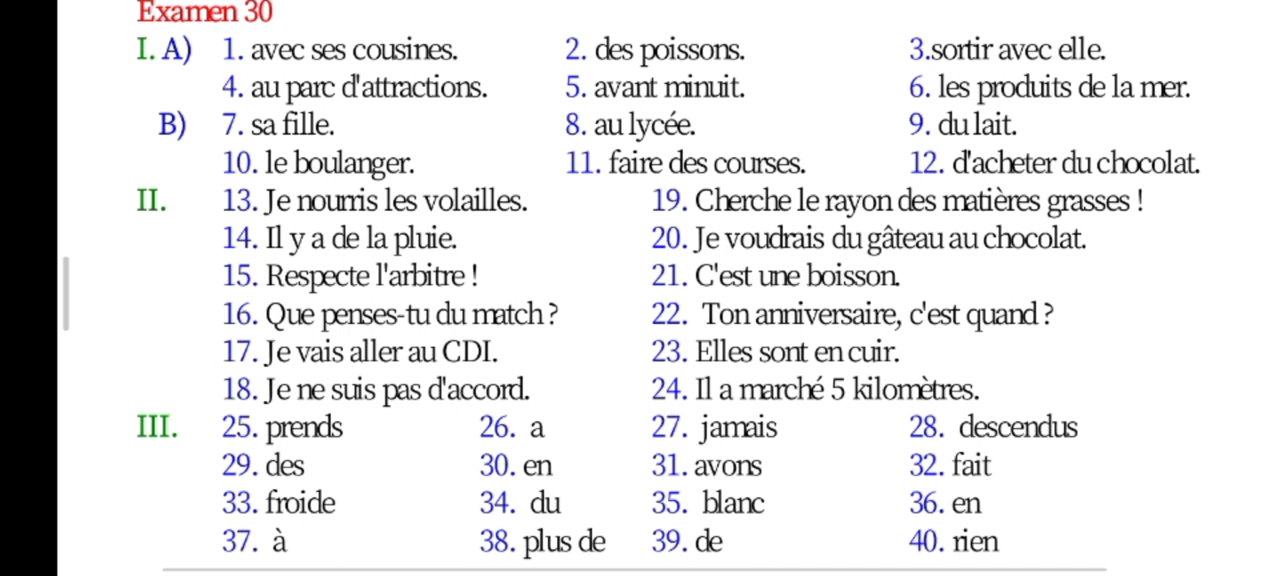 Examen 30
I. A) 1. avec ses cousines. 2. des poissons. 3.sortir avec elle.
4. au parc d'attractions. 5. avant minuit. 6. les produits de la mer.
B) 7. sa fille. 8. au lycée. 9. du lait.
10. le boulanger. 11. faire des courses. 12. d'acheter du chocolat.
II. 13. Je nourris les volailles. 19. Cherche le rayon des matières grasses !
14. Il y a de la pluie. 20. Je voudrais du gâteau au chocolat.
15. Respecte l'arbitre ! 21. C'est une boisson.
16. Que penses-tu du match ? 22. Ton anniversaire, c'est quand ?
17. Je vais aller au CDI. 23. Elles sont en cuir.
18. Je ne suis pas d'accord. 24. Il a marché 5 kilomètres.
III. 25. prends 26. a 27. jamais 28. descendus
29. des 30. en 31. avons 32. fait
33. froide 34. du 35. blanc 36. en
37. à 38. plus de 39. de 40. rien